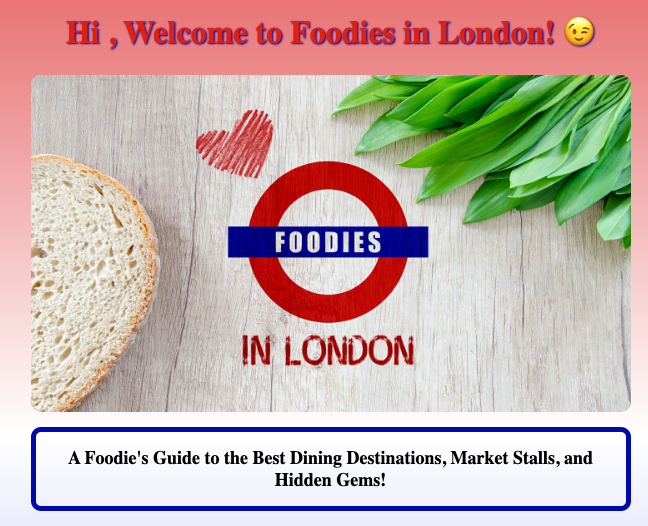 Hi , Welcome to Foodies in London! 😉
FOODIES
IN LONDON
A Foodie's Guide to the Best Dining Destinations, Market Stalls, and
Hidden Gems!